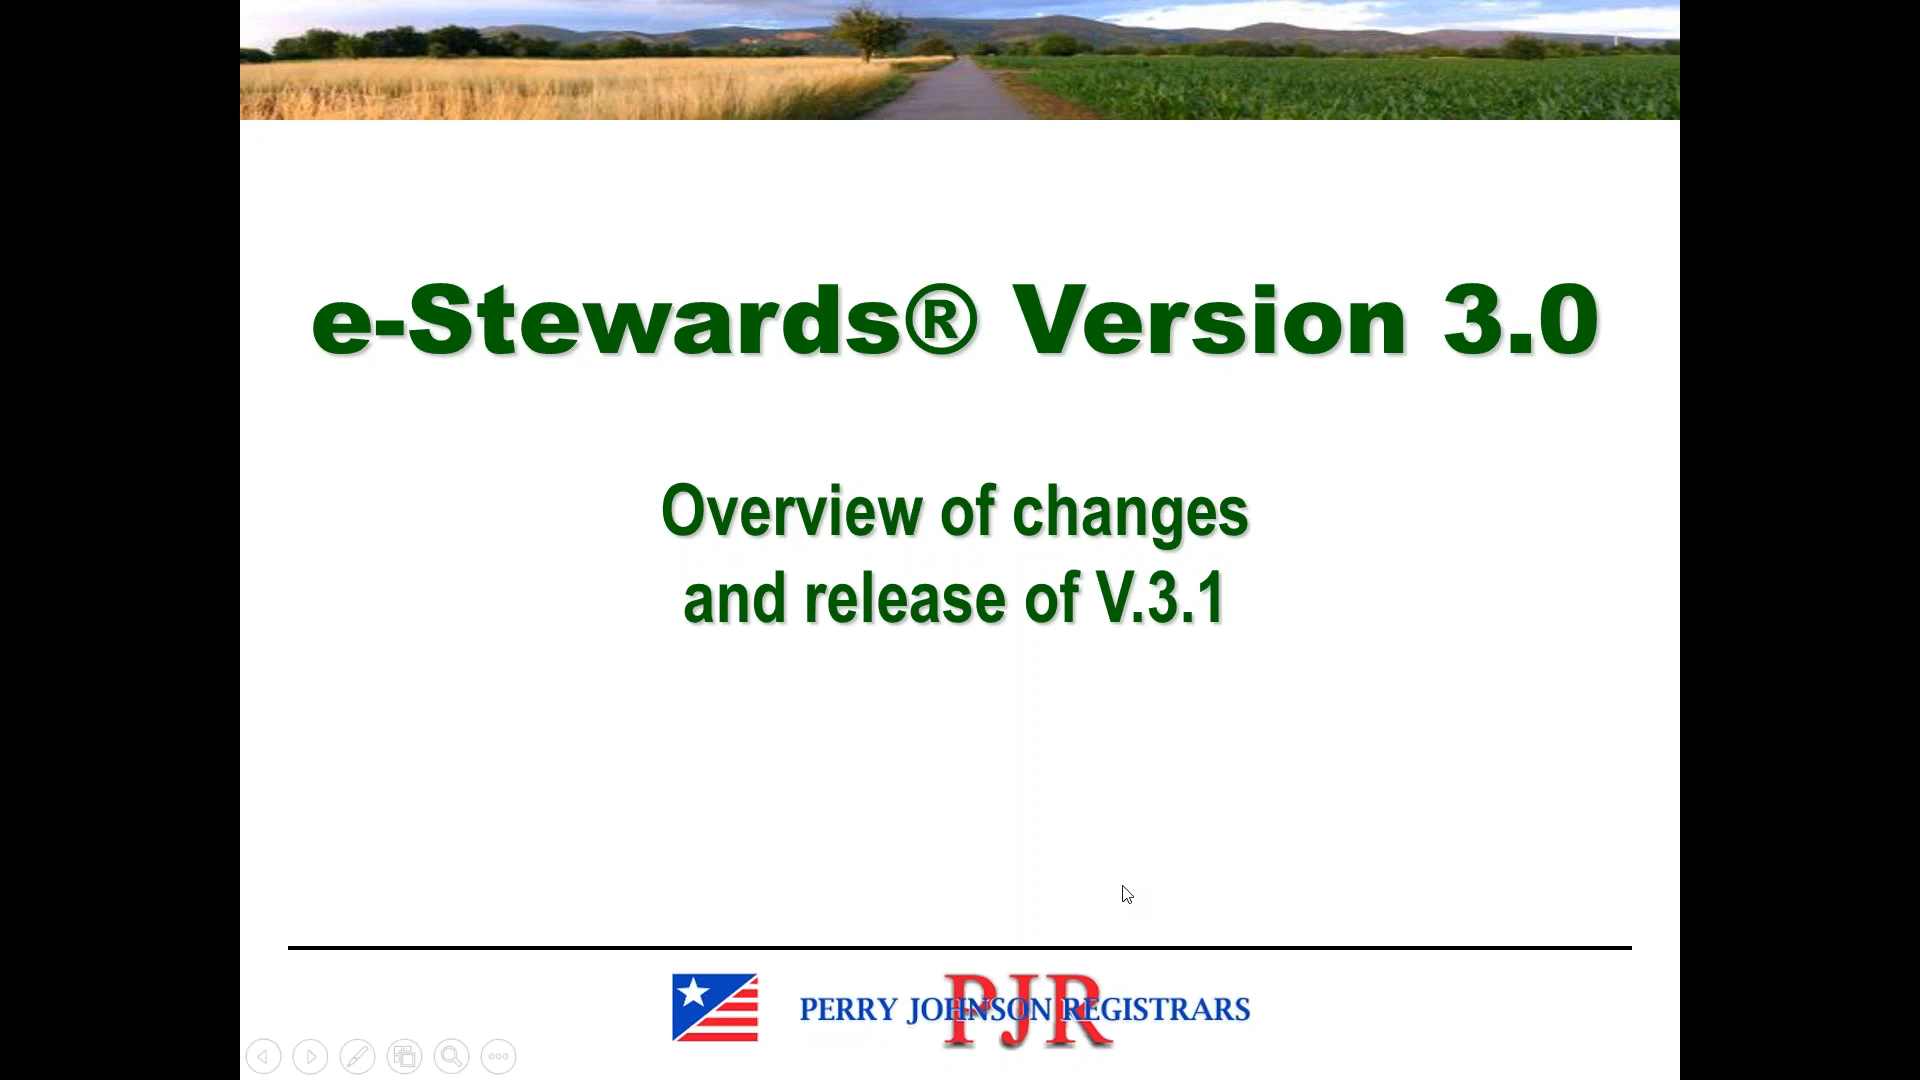 e-Stewards® Version 3.0
Overview of changes
and release of V.3.1
PJR
PERRY JOHNSON REGISTRARS